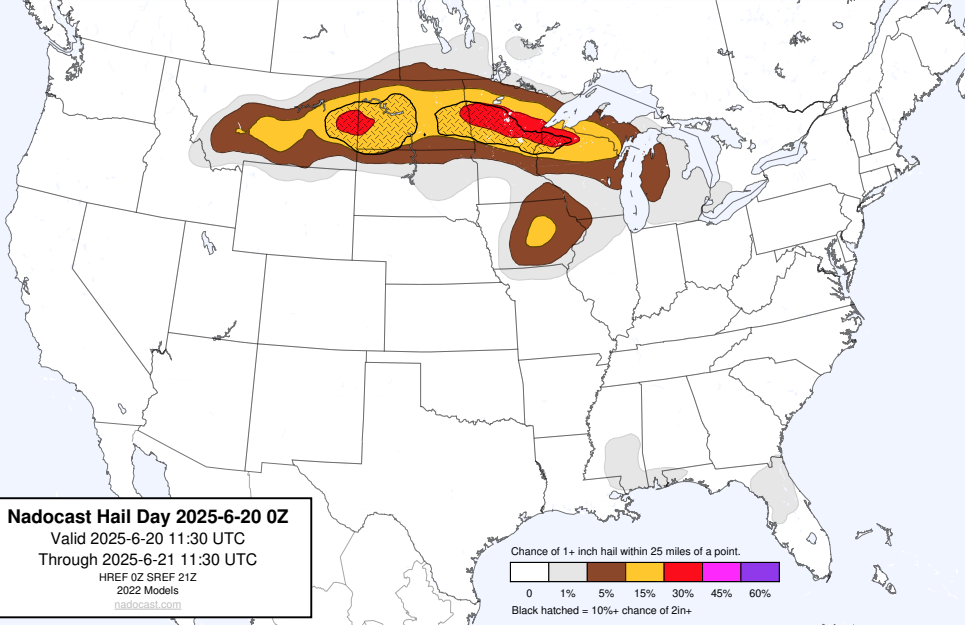 Nadocast Hail Day 2025-6-20 0Z
Valid 2025-6-20 11:30 UTC
Through 2025-6-21 11:30 UTC
HREF 0Z SREF 21Z
2022 Models
nadocast.com
Chance of 1+ inch hail within 25 miles of a point.
0 1% 5% 15% 30% 45% 60%
Black hatched = 10%+ chance of 2in+